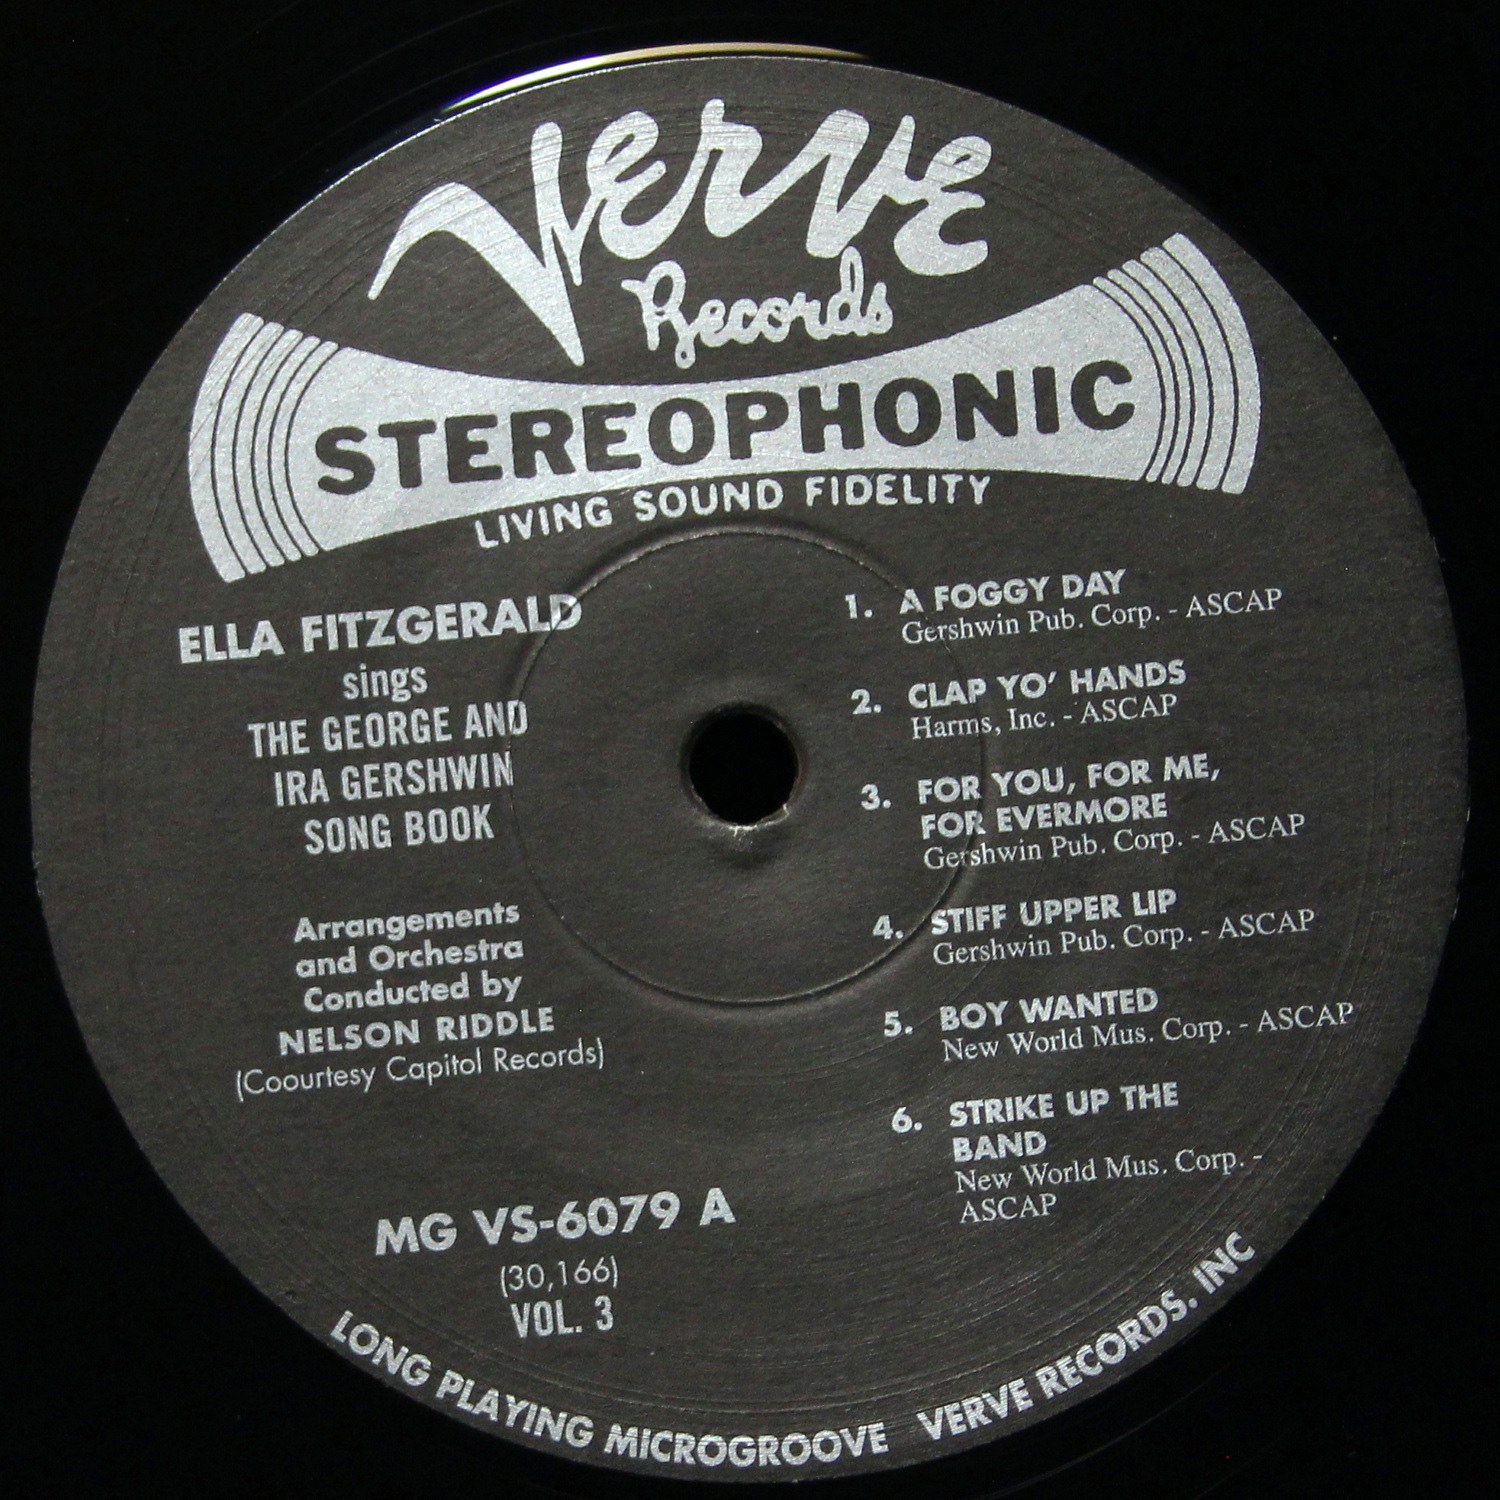 Verve
Records
STEREOPHONIC
LIVING SOUND FIDELITY
ELLA FITZGERALD
sings
THE GEORGE AND
IRA GERSHWIN
SONG BOOK
Arrangements
and Orchestra
Conducted by
NELSON RIDDLE
(Coourtesy Capitol Records)
MG VS-6079 A
(30,166)
VOL. 3
1. A FOGGY DAY
Gershwin Pub. Corp. - ASCAP
2. CLAP YO' HANDS
Harms, Inc. - ASCAP
3. FOR YOU, FOR ME,
FOR EVERMORE
Gershwin Pub. Corp. - ASCAP
4. STIFF UPPER LIP
Gershwin Pub. Corp. - ASCAP
5. BOY WANTED
New World Mus. Corp. - ASCAP
6. STRIKE UP THE
BAND
New World Mus. Corp. -
ASCAP
LONG PLAYING MICROGROOVE VERVE RECORDS. INC